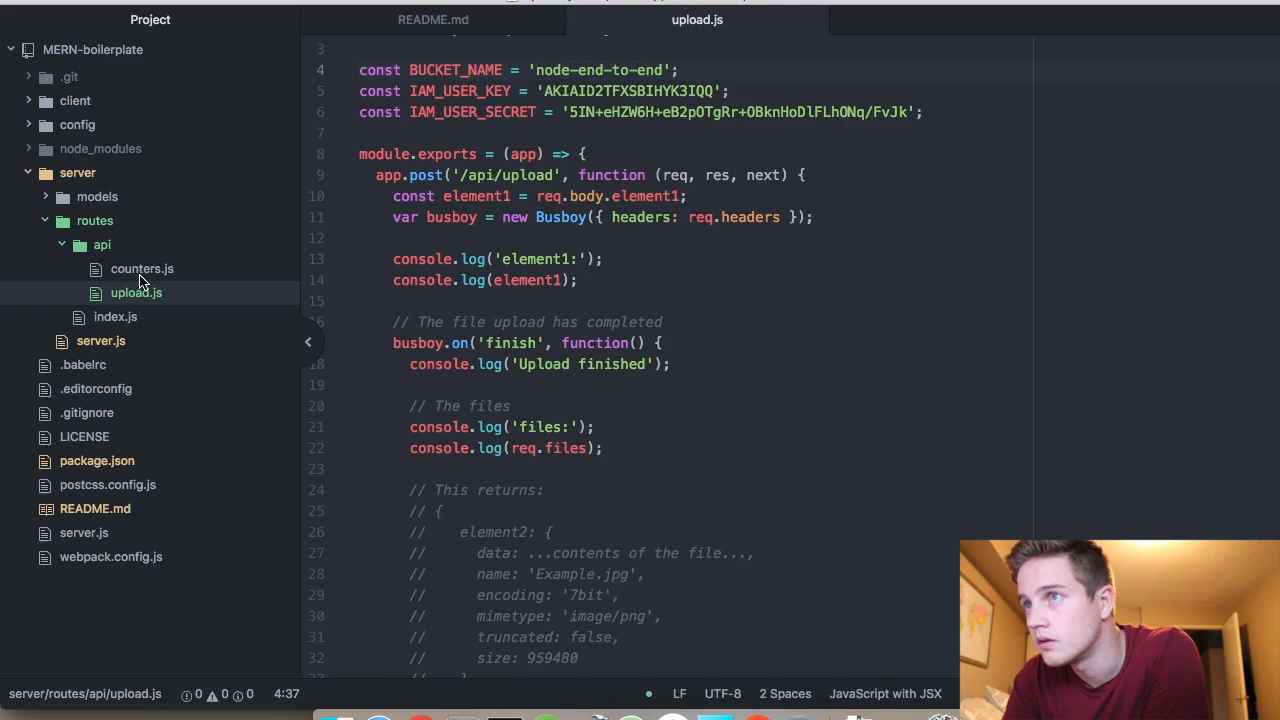 Project
README.md
upload.js
MERN-boilerplate
.git
client
config
node_modules
server
models
routes
api
counters.js
upload.js
index.js
server.js
.babelrc
.editorconfig
.gitignore
LICENSE
package.json
postcss.config.js
README.md
server.js
webpack.config.js
3
4 const BUCKET_NAME = 'node-end-to-end';
5 const IAM_USER_KEY = 'AKIAID2TFXSBIHYK3IQQ';
6 const IAM_USER_SECRET = '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';
7
8 module.exports = (app) => {
9 app.post('/api/upload', function (req, res, next) {
10 const element1 = req.body.element1;
11 var busboy = new Busboy({ headers: req.headers });
12
13 console.log('element1:');
14 console.log(element1);
15
16 // The file upload has completed
busboy.on('finish', function() {
18 console.log('Upload finished');
19
20 // The files
21 console.log('files:');
22 console.log(req.files);
23
24 // This returns:
25 // {
26 // element2: {
27 // data: ...contents of the file...,
28 // name: 'Example.jpg',
29 // encoding: '7bit',
30 // mimetype: 'image/png',
31 // truncated: false,
32 // size: 959480
server/routes/api/upload.js 0 0 0 4:37
LF UTF-8 2 Spaces JavaScript with JSX